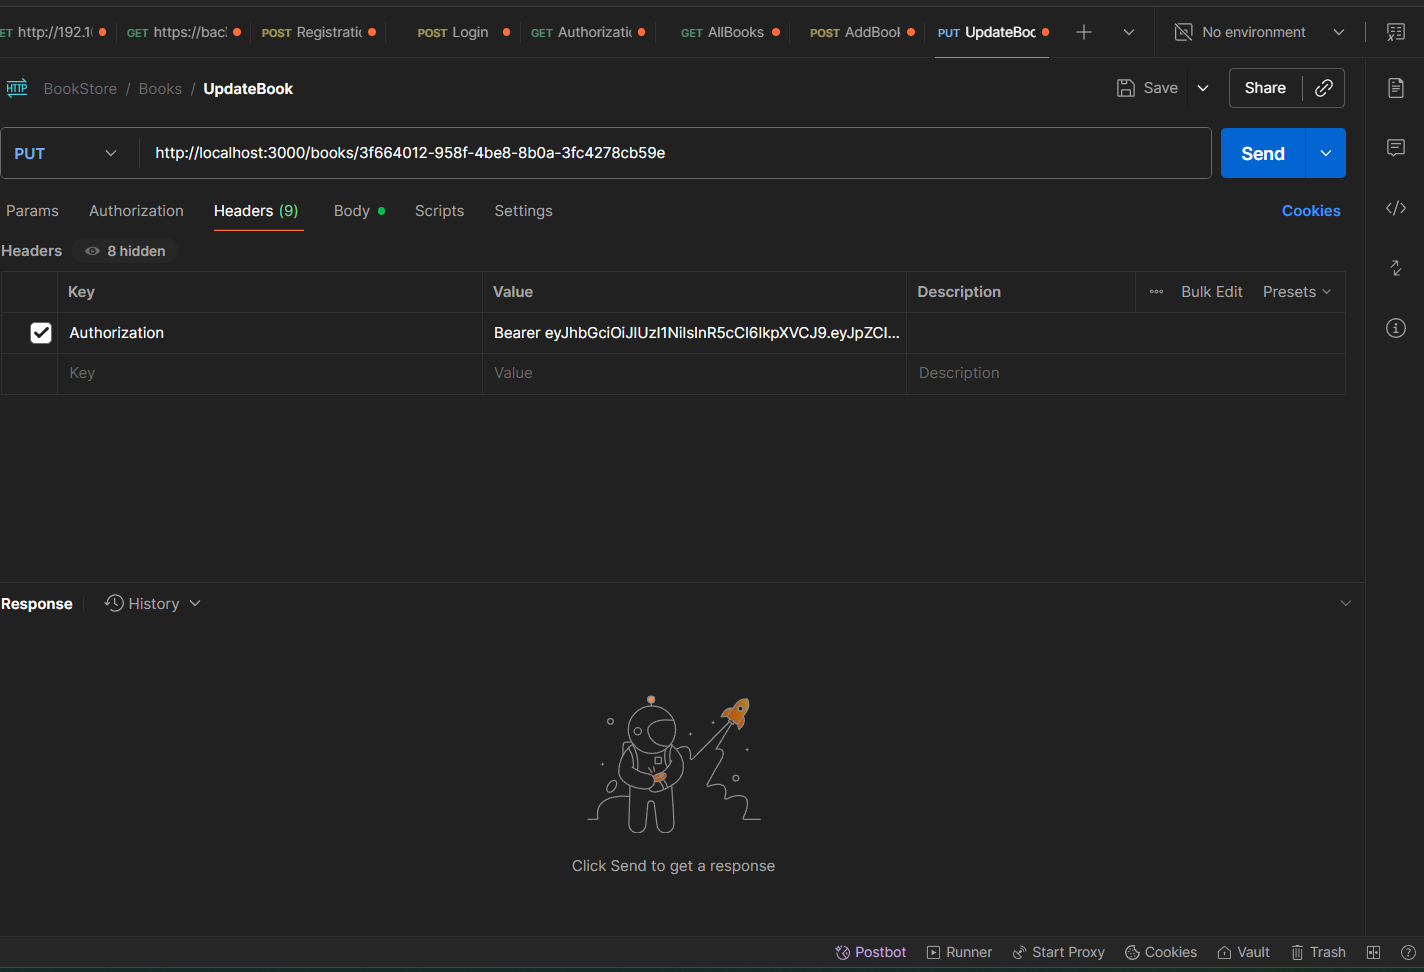 ET http://192.1
GET https://bac
POST Registratic
POST Login
GET Authorizatic
GET AllBooks
POST AddBook
PUT UpdateBoc
No environment
HTTP BookStore / Books / UpdateBook
Save
Share
PUT
http://localhost:3000/books/3f664012-958f-4be8-8b0a-3fc4278cb59e
Send
Params Authorization Headers (9) Body Scripts Settings Cookies
Headers 8 hidden
Key Value Description Bulk Edit Presets
Authorization Bearer eyJhbGciOiJIUzI1NiIsInR5cCI6IkpXVCJ9.eyJpZCI...
Key Value Description
Response History
Click Send to get a response
Postbot Runner Start Proxy Cookies Vault Trash